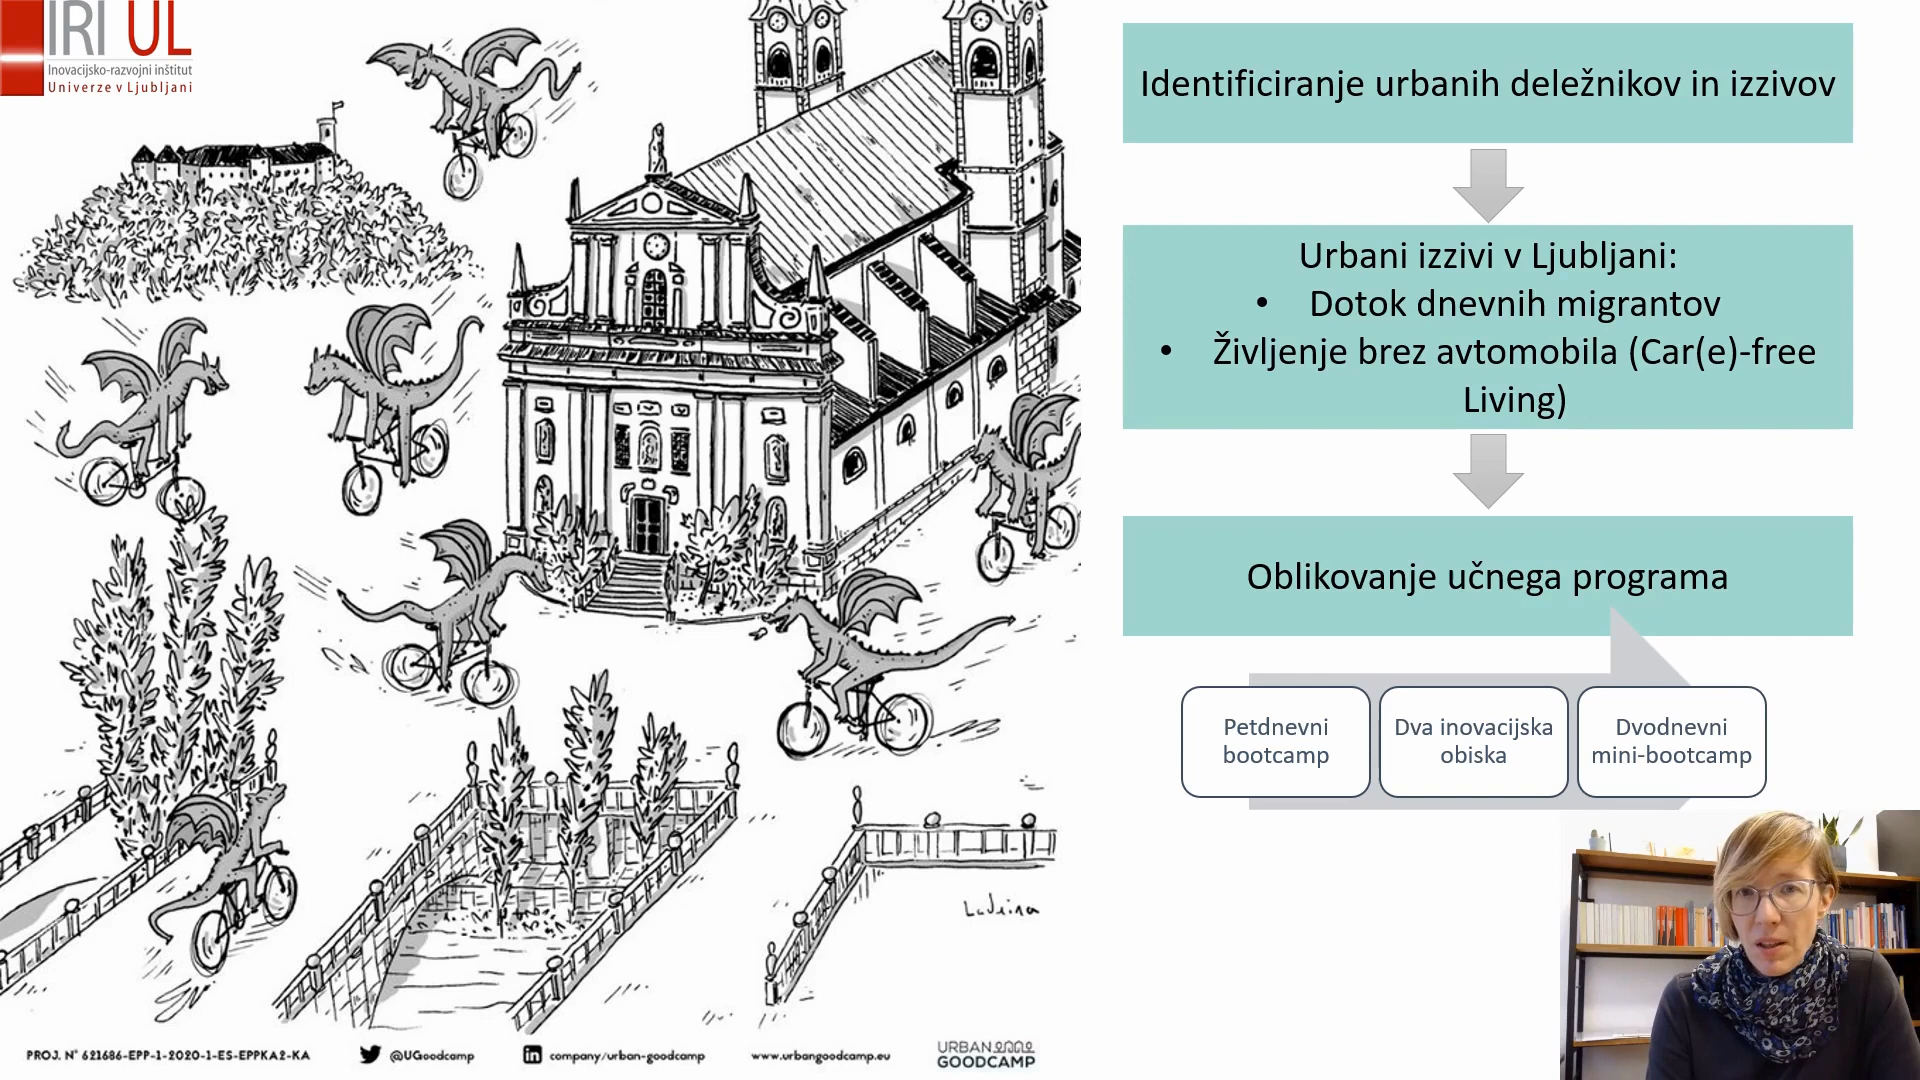 IRI UL
Inovacijsko-razvojni inštitut
Univerze v Ljubljani
Identificiranje urbanih deležnikov in izzivov
Urbani izzivi v Ljubljani:
• Dotok dnevnih migrantov
• Življenje brez avtomobila (Car(e)-free
Living)
Oblikovanje učnega programa
Petdnevni
bootcamp
Dva inovacijska
obiska
Dvodnevni
mini-bootcamp
PROJ. N° 621686-EPP-1-2020-1-ES-EPPKA2-KA
@UGoodcamp
in
company/urban-goodcamp
www.urbangoodcamp.eu
URBAN
GOODCAMP